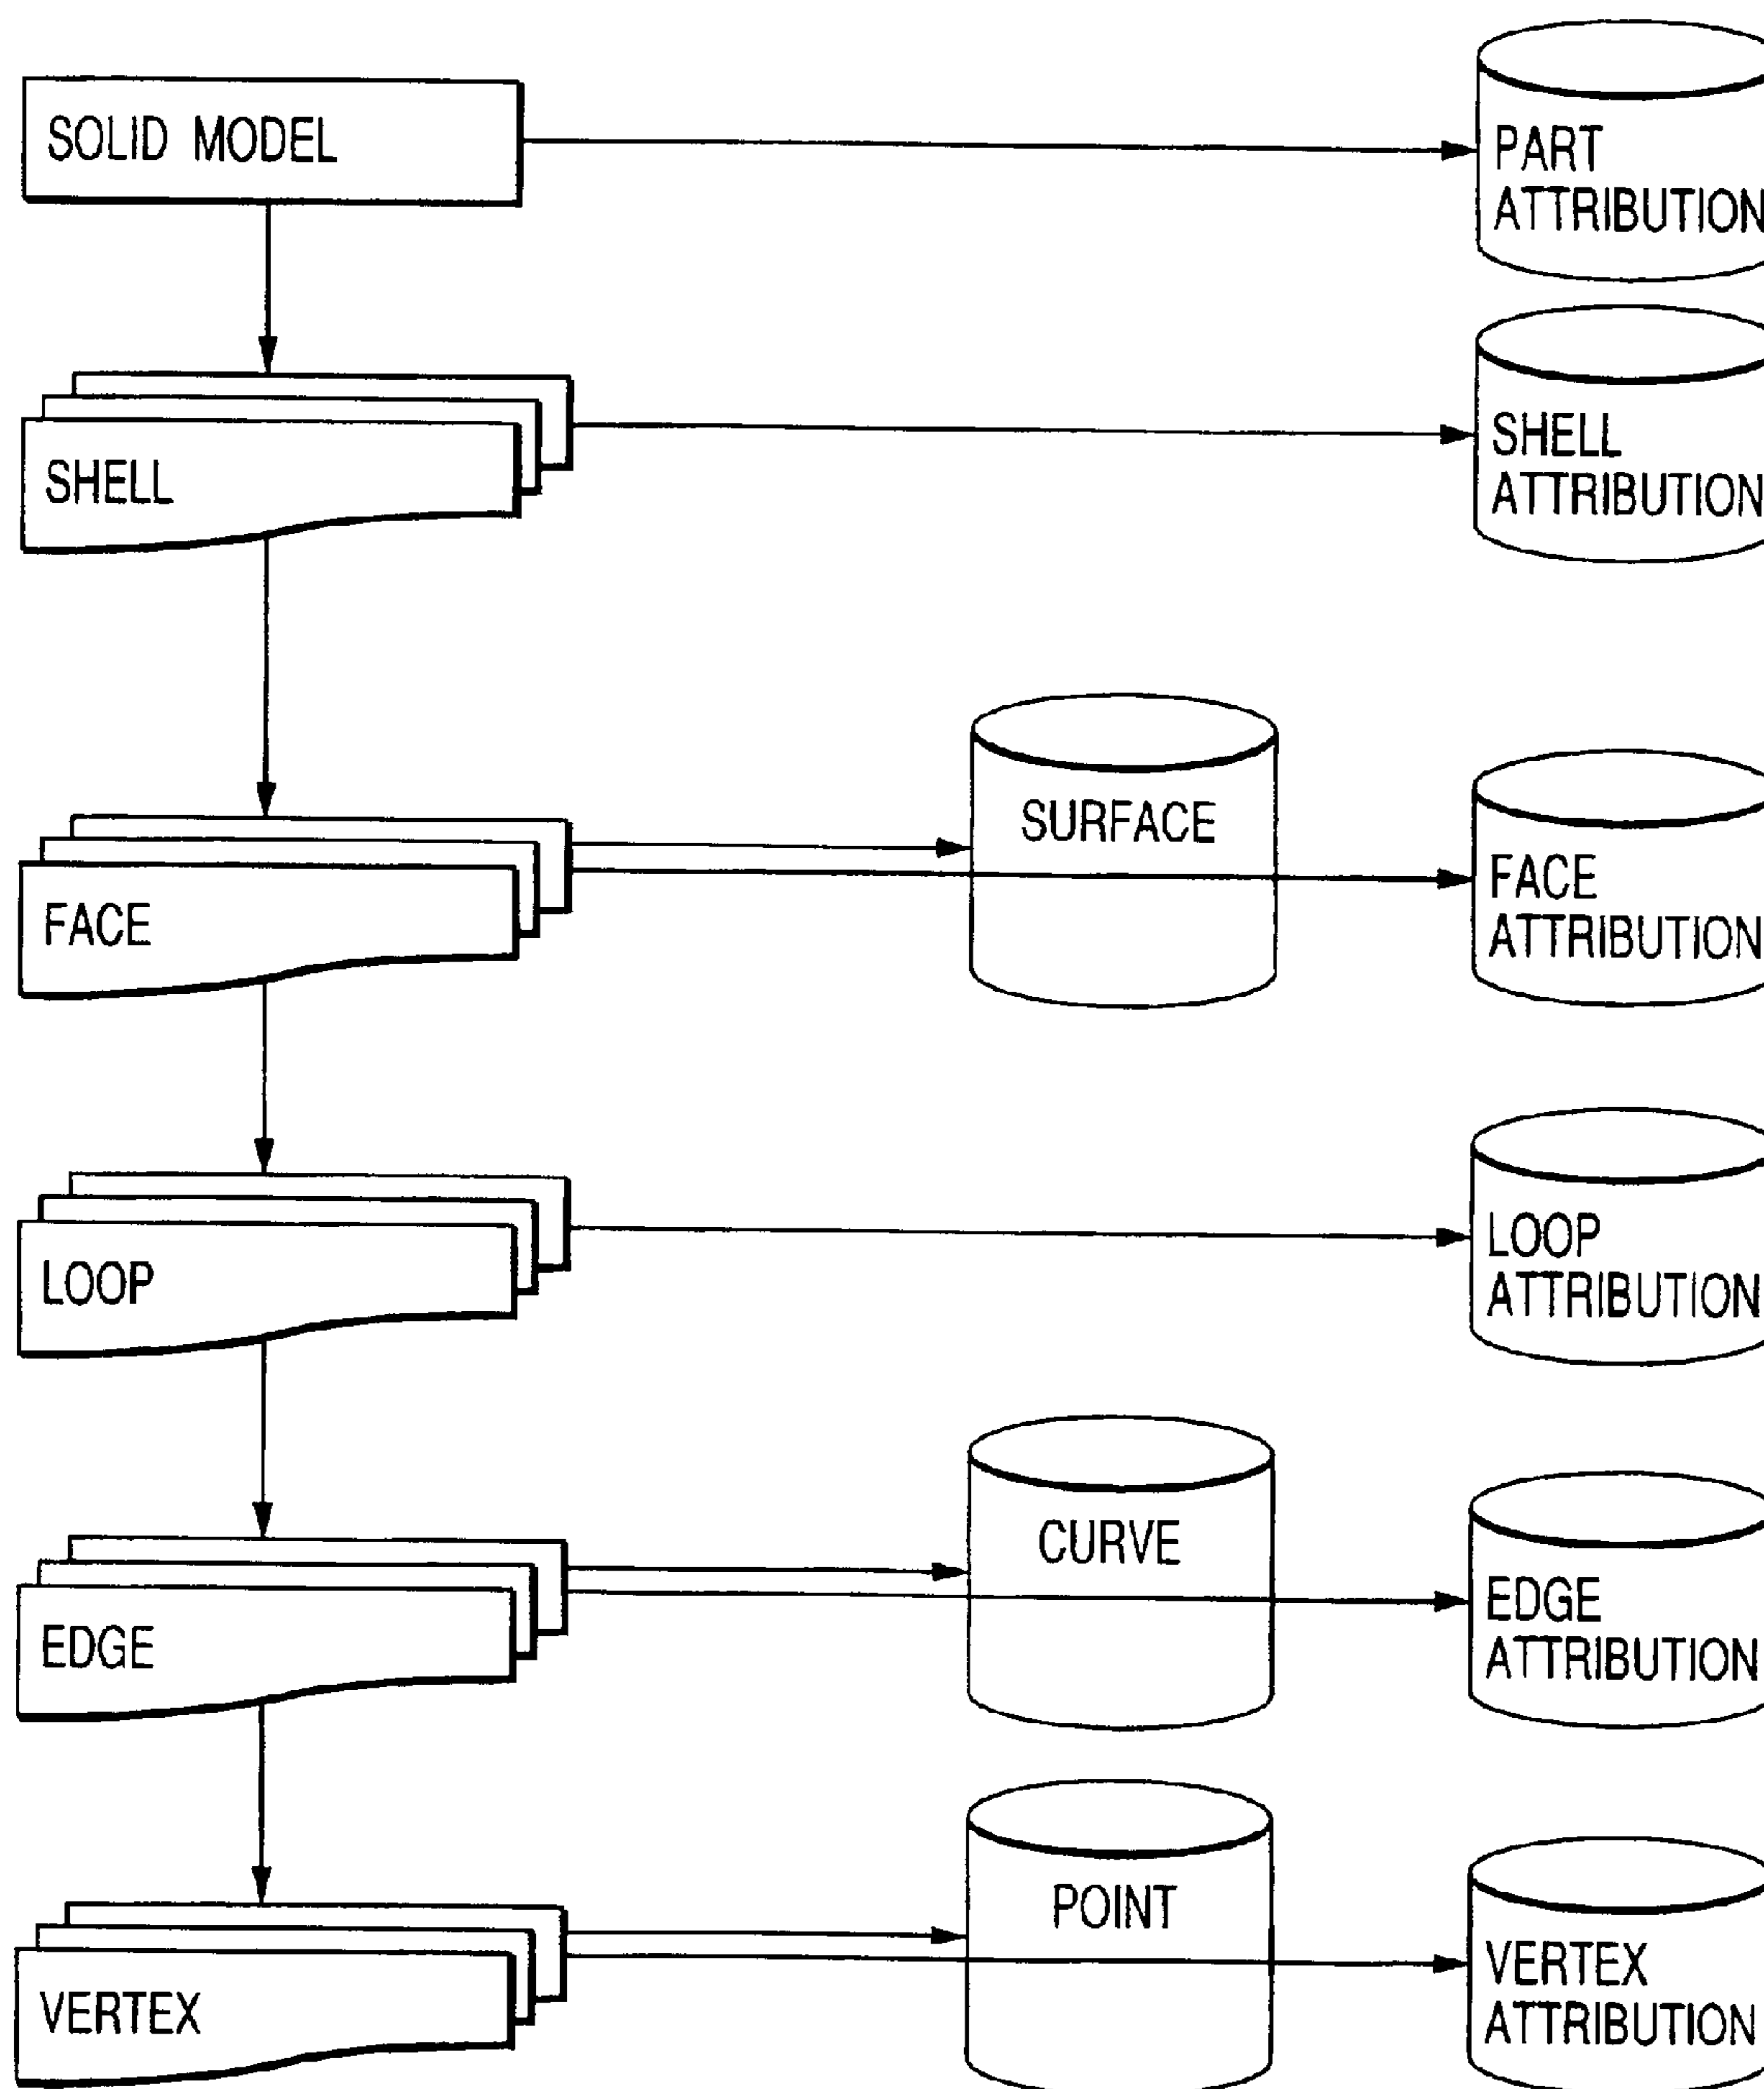 SOLID MODEL
PART
ATTRIBUTION
SHELL
SHELL
ATTRIBUTION
FACE
SURFACE
FACE
ATTRIBUTION
LOOP
LOOP
ATTRIBUTION
EDGE
CURVE
EDGE
ATTRIBUTION
VERTEX
POINT
VERTEX
ATTRIBUTION